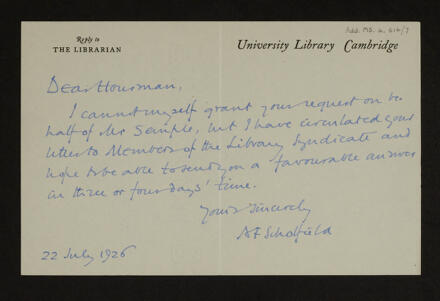 Add. MS. a. 614/7
Reply to
THE LIBRARIAN
University Library Cambridge
Dear Housman,
I cannot myself grant your request on be
half of Mr Semple, but I have circulated your
letter to Members of the Library Syndicate and
hope to be able to send you a favourable answer
in three or four days' time.
Yours sincerely
A F Scholfield
22 July 1926